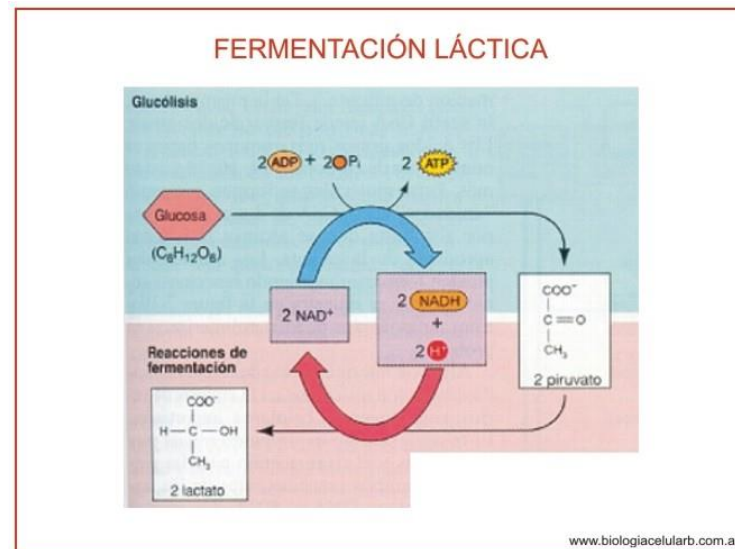 FERMENTACIÓN LÁCTICA
Glucólisis
2 ADP + 2 Pi 2 ATP
Glucosa
(C6H12O6)
2 NAD+
2 NADH
+
2 H+
COO-
C=O
CH3
2 piruvato
Reacciones de
fermentación
COO-
H-C-OH
CH3
2 lactato
www.biologiacelularb.com.a